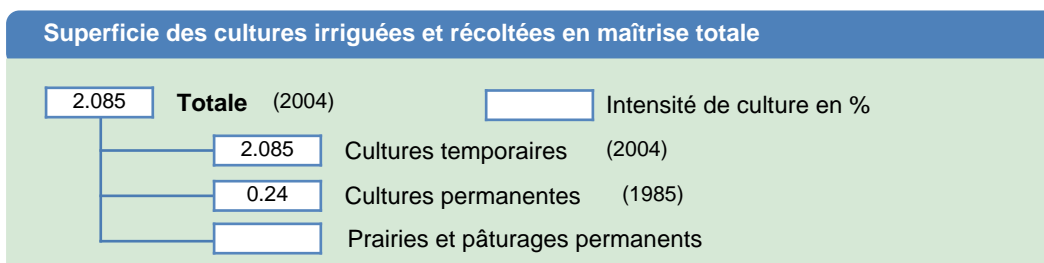 Superficie des cultures irriguées et récoltées en maîtrise totale
2.085 Totale (2004) Intensité de culture en %
2.085 Cultures temporaires (2004)
0.24 Cultures permanentes (1985)
Prairies et pâturages permanents